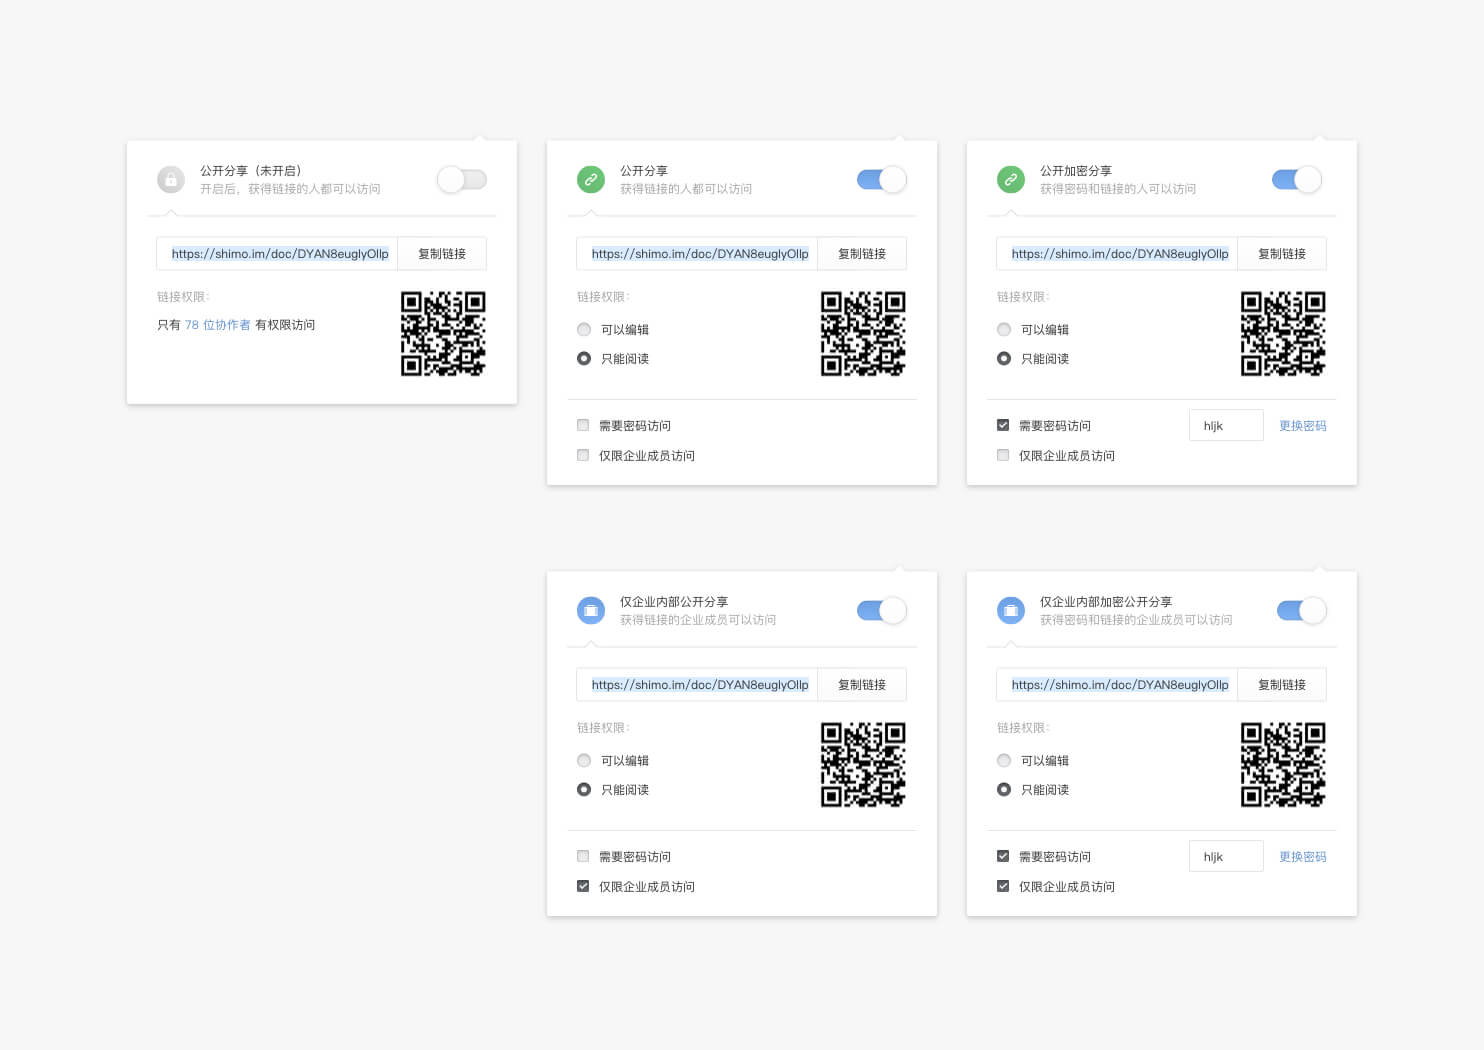 公开分享（未开启）
开启后，获得链接的人都可以访问
https://shimo.im/doc/DYAN8euglyOllp
复制链接
链接权限：
只有 78 位协作者 有权限访问
公开分享
获得链接的人都可以访问
https://shimo.im/doc/DYAN8euglyOllp
复制链接
链接权限：
可以编辑
只能阅读
需要密码访问
仅限企业成员访问
公开加密分享
获得密码和链接的人可以访问
https://shimo.im/doc/DYAN8euglyOllp
复制链接
链接权限：
可以编辑
只能阅读
需要密码访问
hljk
更换密码
仅限企业成员访问
仅企业内部公开分享
获得链接的企业成员可以访问
https://shimo.im/doc/DYAN8euglyOllp
复制链接
链接权限：
可以编辑
只能阅读
需要密码访问
仅限企业成员访问
仅企业内部加密公开分享
获得密码和链接的企业成员可以访问
https://shimo.im/doc/DYAN8euglyOllp
复制链接
链接权限：
可以编辑
只能阅读
需要密码访问
hljk
更换密码
仅限企业成员访问